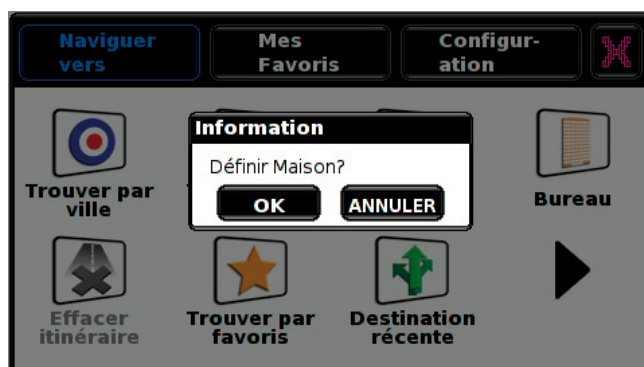 Naviguer
vers
Mes
Favoris
Configur-
ation
Information
Définir Maison?
OK
ANNULER
Trouver par
ville
Bureau
Effacer
itinéraire
Trouver par
favoris
Destination
récente